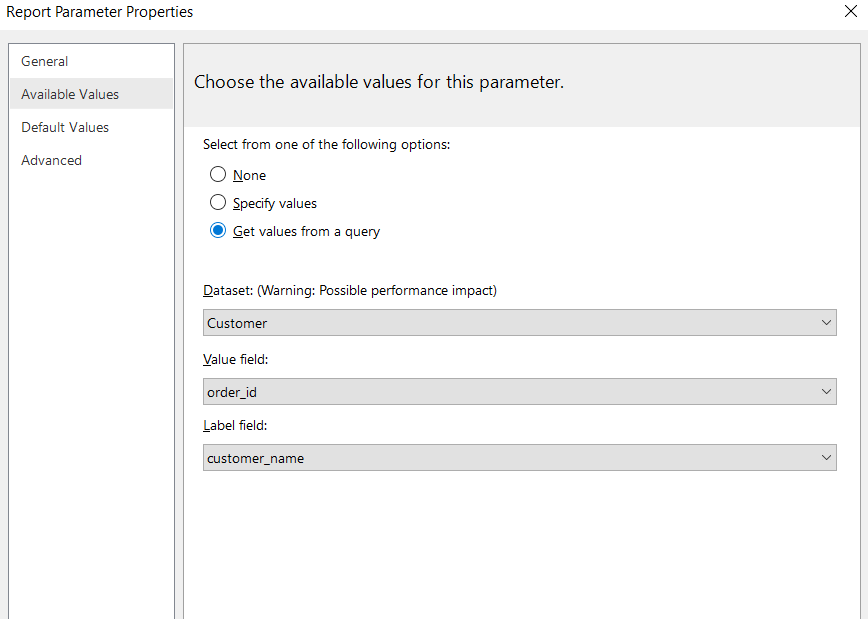 Report Parameter Properties
General
Available Values
Default Values
Advanced
Choose the available values for this parameter.
Select from one of the following options:
None
Specify values
Get values from a query
Dataset: (Warning: Possible performance impact)
Customer
Value field:
order_id
Label field:
customer_name